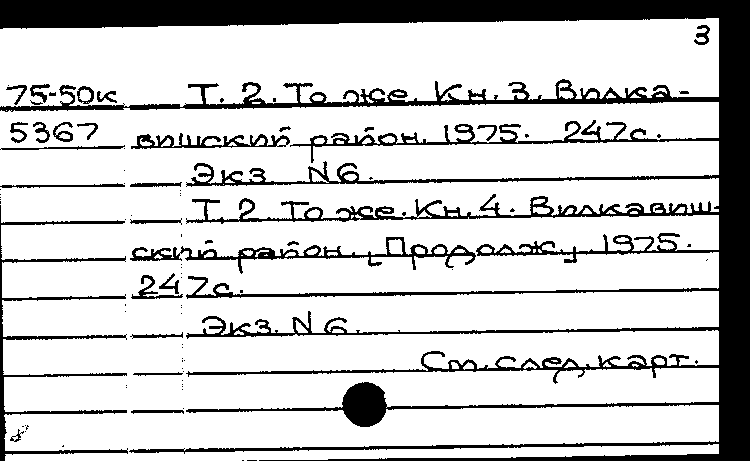 3
75-50к Т. 2. То же. Кн. 3. Вилка-
5367 вишский район. 1975. 247с.
Экз. N6.
Т. 2 То же. Кн. 4. Вилкавиш-
ский район. [Продолж.] 1975.
247с.
Экз. N6.
См. след. карт.